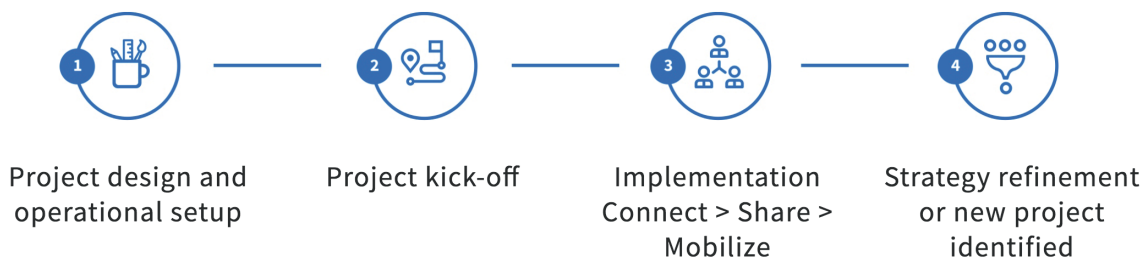 1
2
3
4
Project design and
operational setup
Project kick-off
Implementation
Connect > Share >
Mobilize
Strategy refinement
or new project
identified